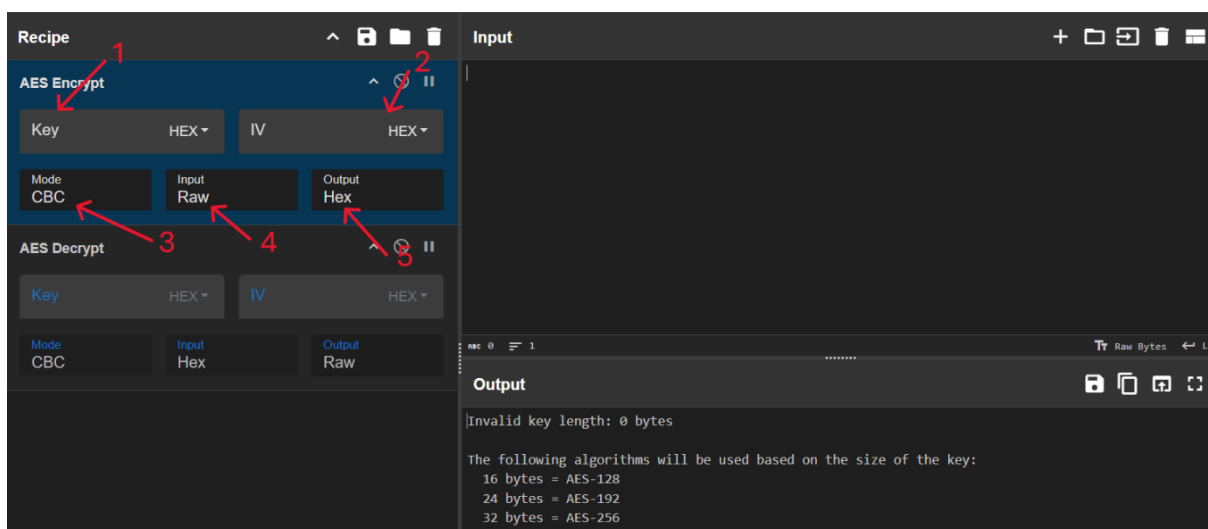 Recipe
1
AES Encrypt
2
Key HEX IV HEX
Mode Input Output
CBC Raw Hex
3 4 5
AES Decrypt
Key HEX IV HEX
Mode Input Output
CBC Hex Raw
Input
ABC 0 1 Tт Raw Bytes L
Output
Invalid key length: 0 bytes
The following algorithms will be used based on the size of the key:
16 bytes = AES-128
24 bytes = AES-192
32 bytes = AES-256